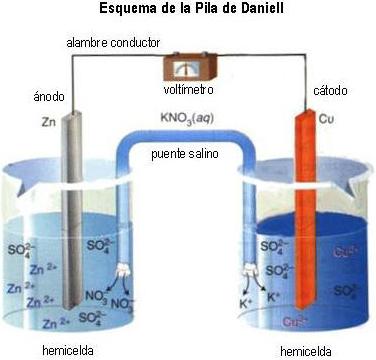 Esquema de la Pila de Daniell
alambre conductor
voltímetro
ánodo
cátodo
Zn
KNO3(aq)
Cu
puente salino
SO4 2-
SO4 2-
SO4 2-
Cu2+
Zn 2+
Zn 2+
SO4 2-
Zn 2+
NO3-
NO3-
K+
K+
SO4 2-
Zn 2+
SO4 2-
Cu2+
hemicelda
hemicelda